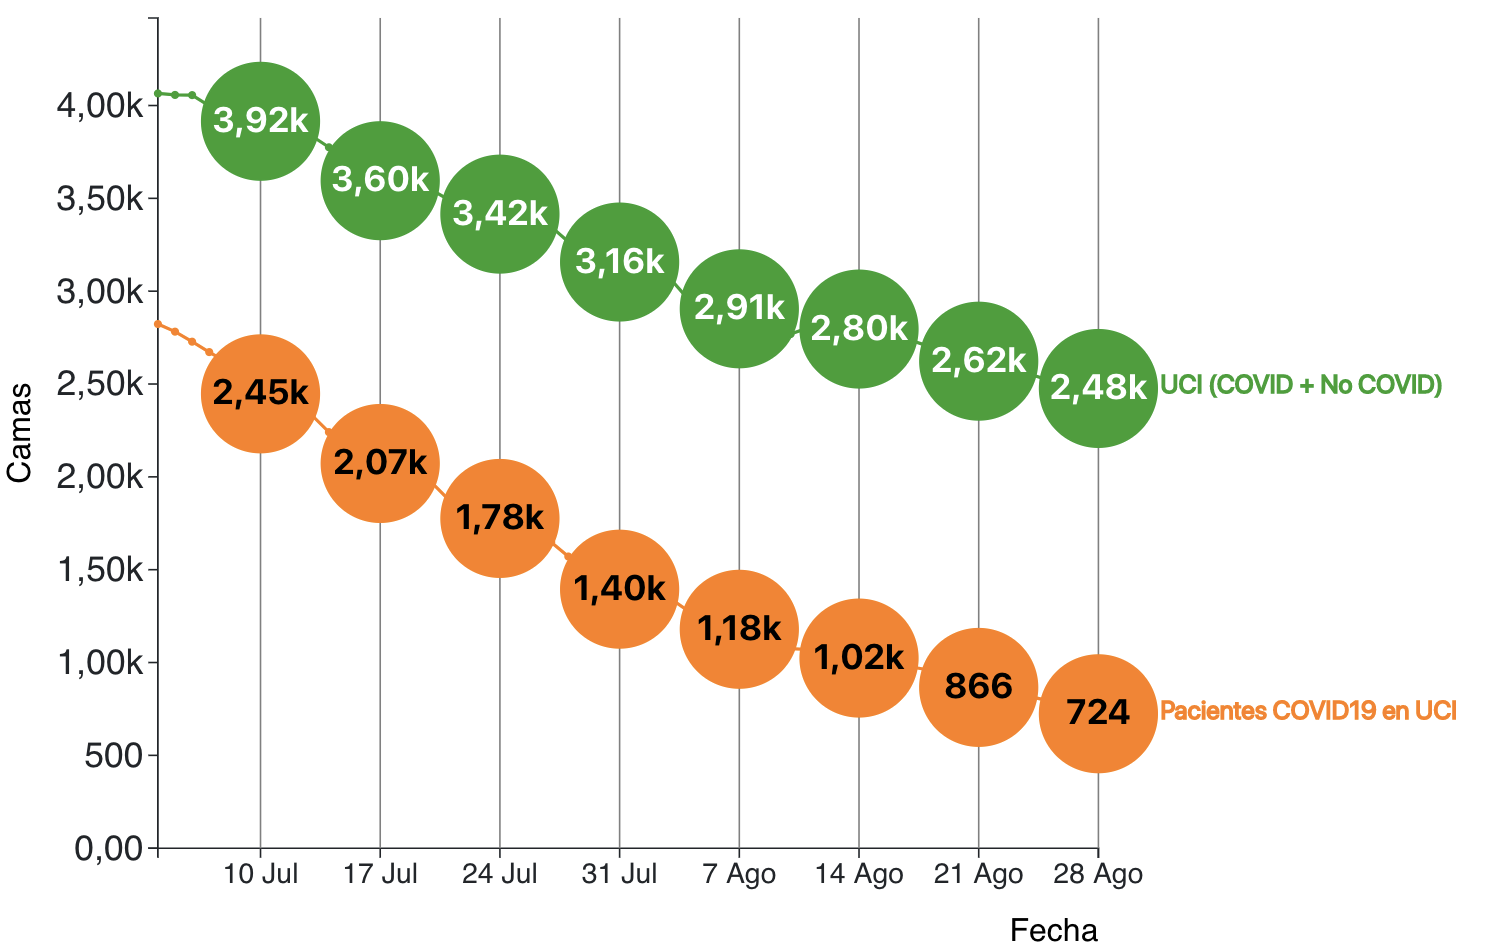 4,00k
3,50k
3,00k
2,50k
2,00k
1,50k
1,00k
500
0,00
Camas
3,92k
3,60k
3,42k
3,16k
2,91k
2,80k
2,62k
2,48k
UCI (COVID + No COVID)
2,45k
2,07k
1,78k
1,40k
1,18k
1,02k
866
724
Pacientes COVID19 en UCI
10 Jul
17 Jul
24 Jul
31 Jul
7 Ago
14 Ago
21 Ago
28 Ago
Fecha